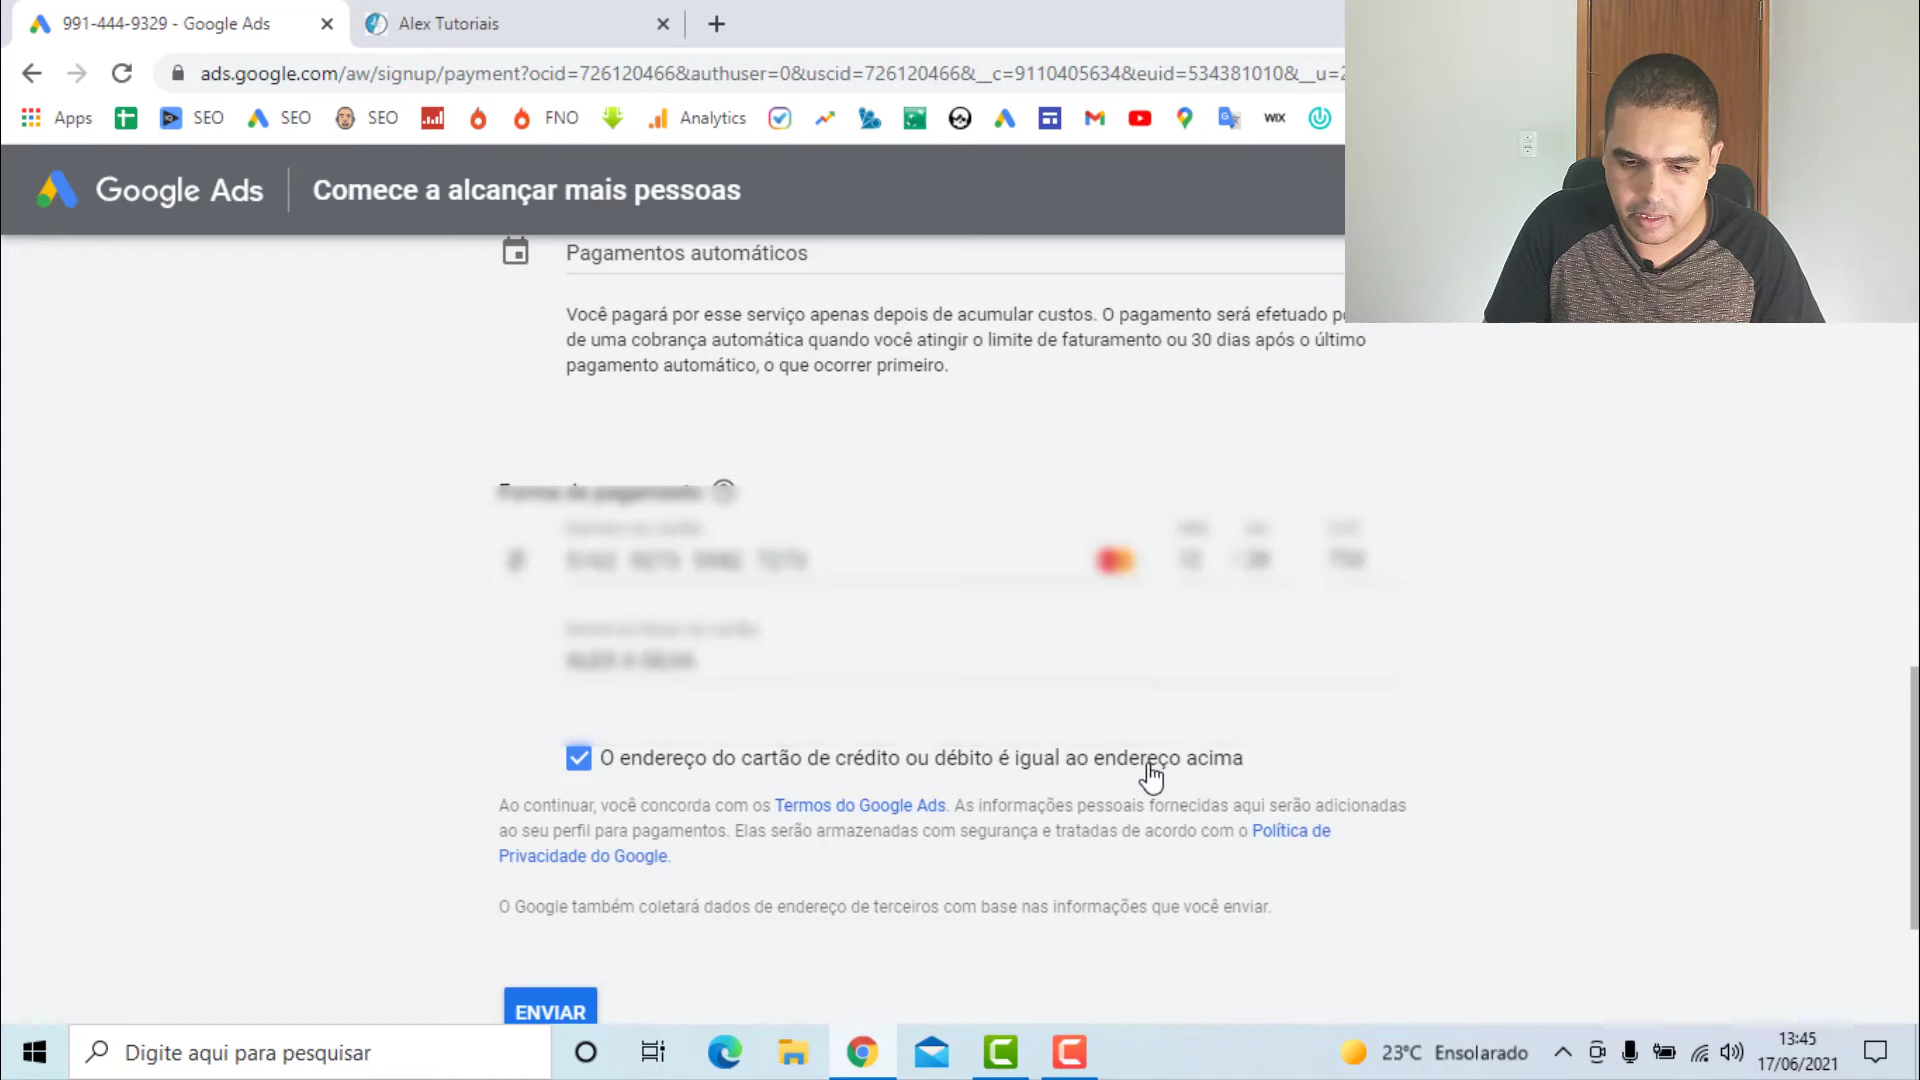 991-444-9329 - Google Ads
Alex Tutoriais
ads.google.com/aw/signup/payment?ocid=726120466&authuser=0&uscid=726120466&__c=9110405634&euid=534381010&__u=2
Apps
SEO
SEO
SEO
FNO
Analytics
WIX
Google Ads
Comece a alcançar mais pessoas
Pagamentos automáticos
Você pagará por esse serviço apenas depois de acumular custos. O pagamento será efetuado
de uma cobrança automática quando você atingir o limite de faturamento ou 30 dias após o último
pagamento automático, o que ocorrer primeiro.
O endereço do cartão de crédito ou débito é igual ao endereço acima
Ao continuar, você concorda com os Termos do Google Ads. As informações pessoais fornecidas aqui serão adicionadas
ao seu perfil para pagamentos. Elas serão armazenadas com segurança e tratadas de acordo com o Política de
Privacidade do Google.
O Google também coletará dados de endereço de terceiros com base nas informações que você enviar.
ENVIAR
Digite aqui para pesquisar
23°C Ensolarado
13:45
17/06/2021